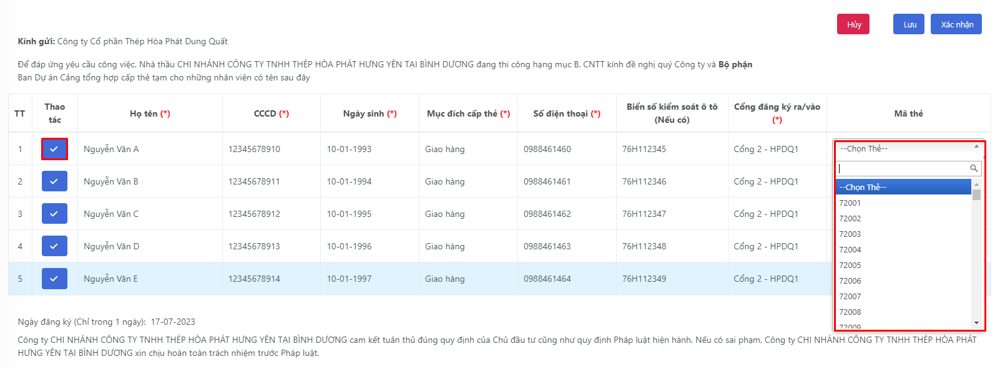 Hủy Lưu Xác nhận
Kính gửi: Công ty Cổ phần Thép Hòa Phát Dung Quất
Để đáp ứng yêu cầu công việc. Nhà thầu CHI NHÁNH CÔNG TY TNHH THÉP HÒA PHÁT HƯNG YÊN TẠI BÌNH DƯƠNG đang thi công hạng mục B. CNTT kính đề nghị quý Công ty và Bộ phận
Ban Dự án Cảng tổng hợp cấp thẻ tạm cho những nhân viên có tên sau đây
TT Thao tác Họ tên (*) CCCD (*) Ngày sinh (*) Mục đích cấp thẻ (*) Số điện thoại (*) Biển số kiểm soát ô tô (Nếu có) Cổng đăng ký ra/vào (*) Mã thẻ
1 Nguyễn Văn A 12345678910 10-01-1993 Giao hàng 0988461460 76H112345 Cổng 2 - HPDQ1 --Chọn Thẻ--
2 Nguyễn Văn B 12345678911 10-01-1994 Giao hàng 0988461461 76H112346 Cổng 2 - HPDQ1
3 Nguyễn Văn C 12345678912 10-01-1995 Giao hàng 0988461462 76H112347 Cổng 2 - HPDQ1
4 Nguyễn Văn D 12345678913 10-01-1996 Giao hàng 0988461463 76H112348 Cổng 2 - HPDQ1
5 Nguyễn Văn E 12345678914 10-01-1997 Giao hàng 0988461464 76H112349 Cổng 2 - HPDQ1
--Chọn Thẻ--
72001
72002
72003
72004
72005
72006
72007
72008
72009
Ngày đăng ký (Chỉ trong 1 ngày): 17-07-2023
Công ty CHI NHÁNH CÔNG TY TNHH THÉP HÒA PHÁT HƯNG YÊN TẠI BÌNH DƯƠNG cam kết tuân thủ đúng quy định của Chủ đầu tư cũng như quy định Pháp luật hiện hành. Nếu có sai phạm, Công ty CHI NHÁNH CÔNG TY TNHH THÉP HÒA PHÁT
HƯNG YÊN TẠI BÌNH DƯƠNG xin chịu hoàn toàn trách nhiệm trước Pháp luật.